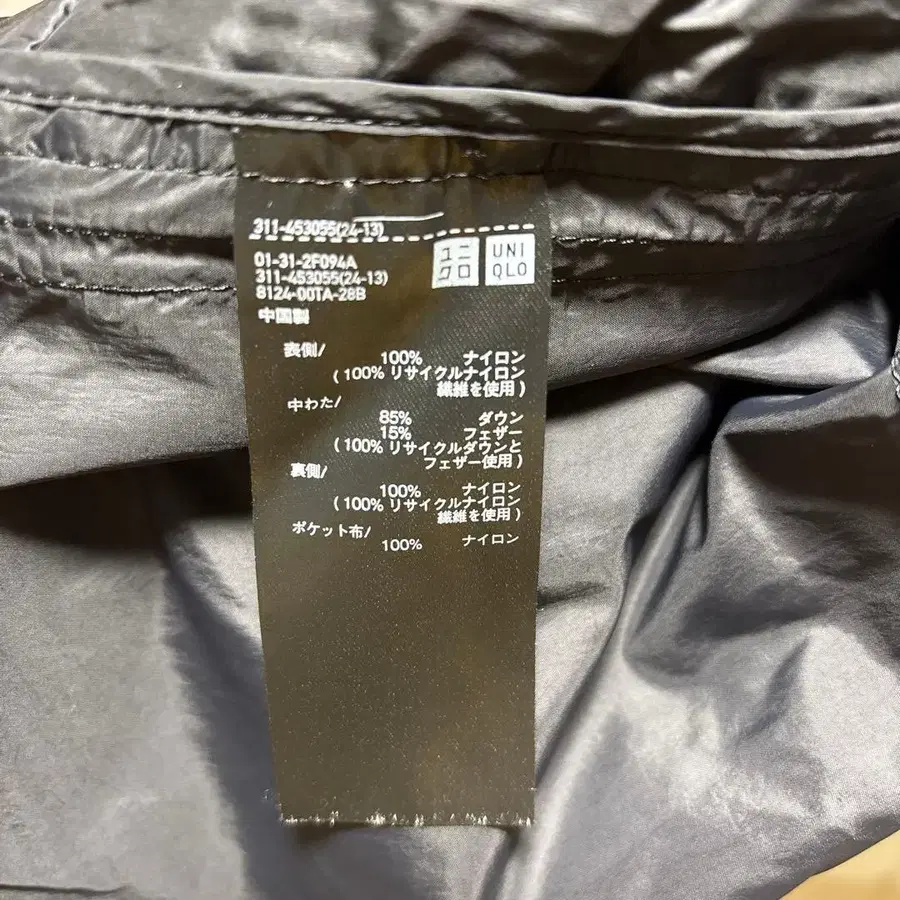 311-453055(24-13)
ユニ
クロ
UNI
QLO
01-31-2F094A
311-453055(24-13)
8124-00TA-28B
中国製
表側/
100% ナイロン
(100% リサイクルナイロン
繊維を使用)
中わた/
85% ダウン
15% フェザー
(100% リサイクルダウンと
フェザー使用)
裏側/
100% ナイロン
(100% リサイクルナイロン
繊維を使用)
ポケット布/
100% ナイロン